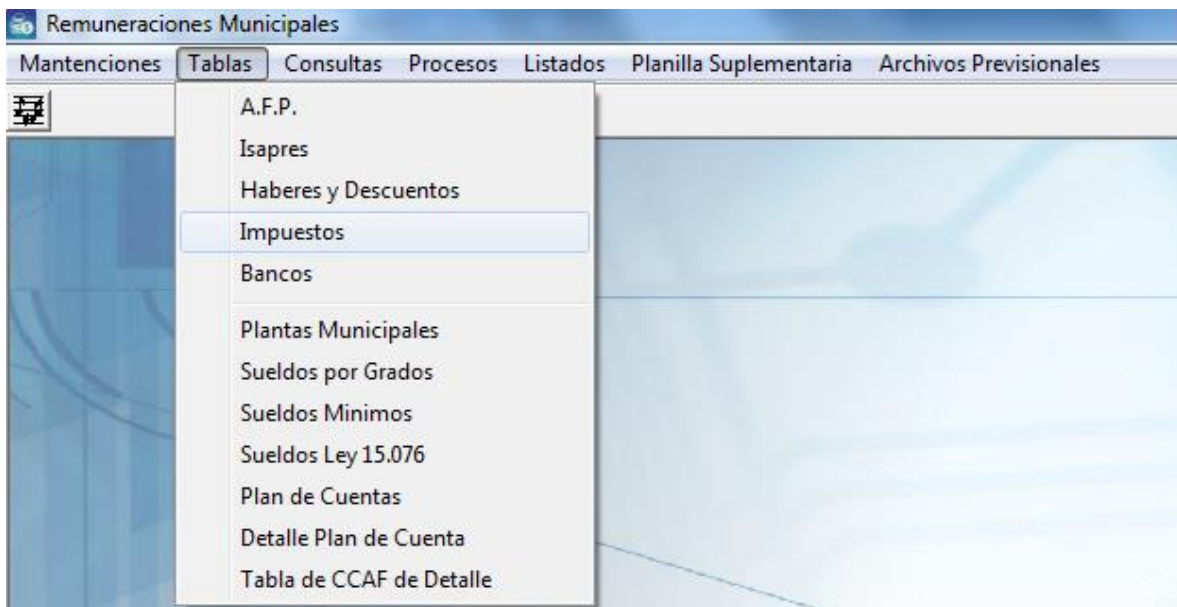 Remuneraciones Municipales
Mantenciones Tablas Consultas Procesos Listados Planilla Suplementaria Archivos Previsionales
A.F.P.
Isapres
Haberes y Descuentos
Impuestos
Bancos
Plantas Municipales
Sueldos por Grados
Sueldos Minimos
Sueldos Ley 15.076
Plan de Cuentas
Detalle Plan de Cuenta
Tabla de CCAF de Detalle